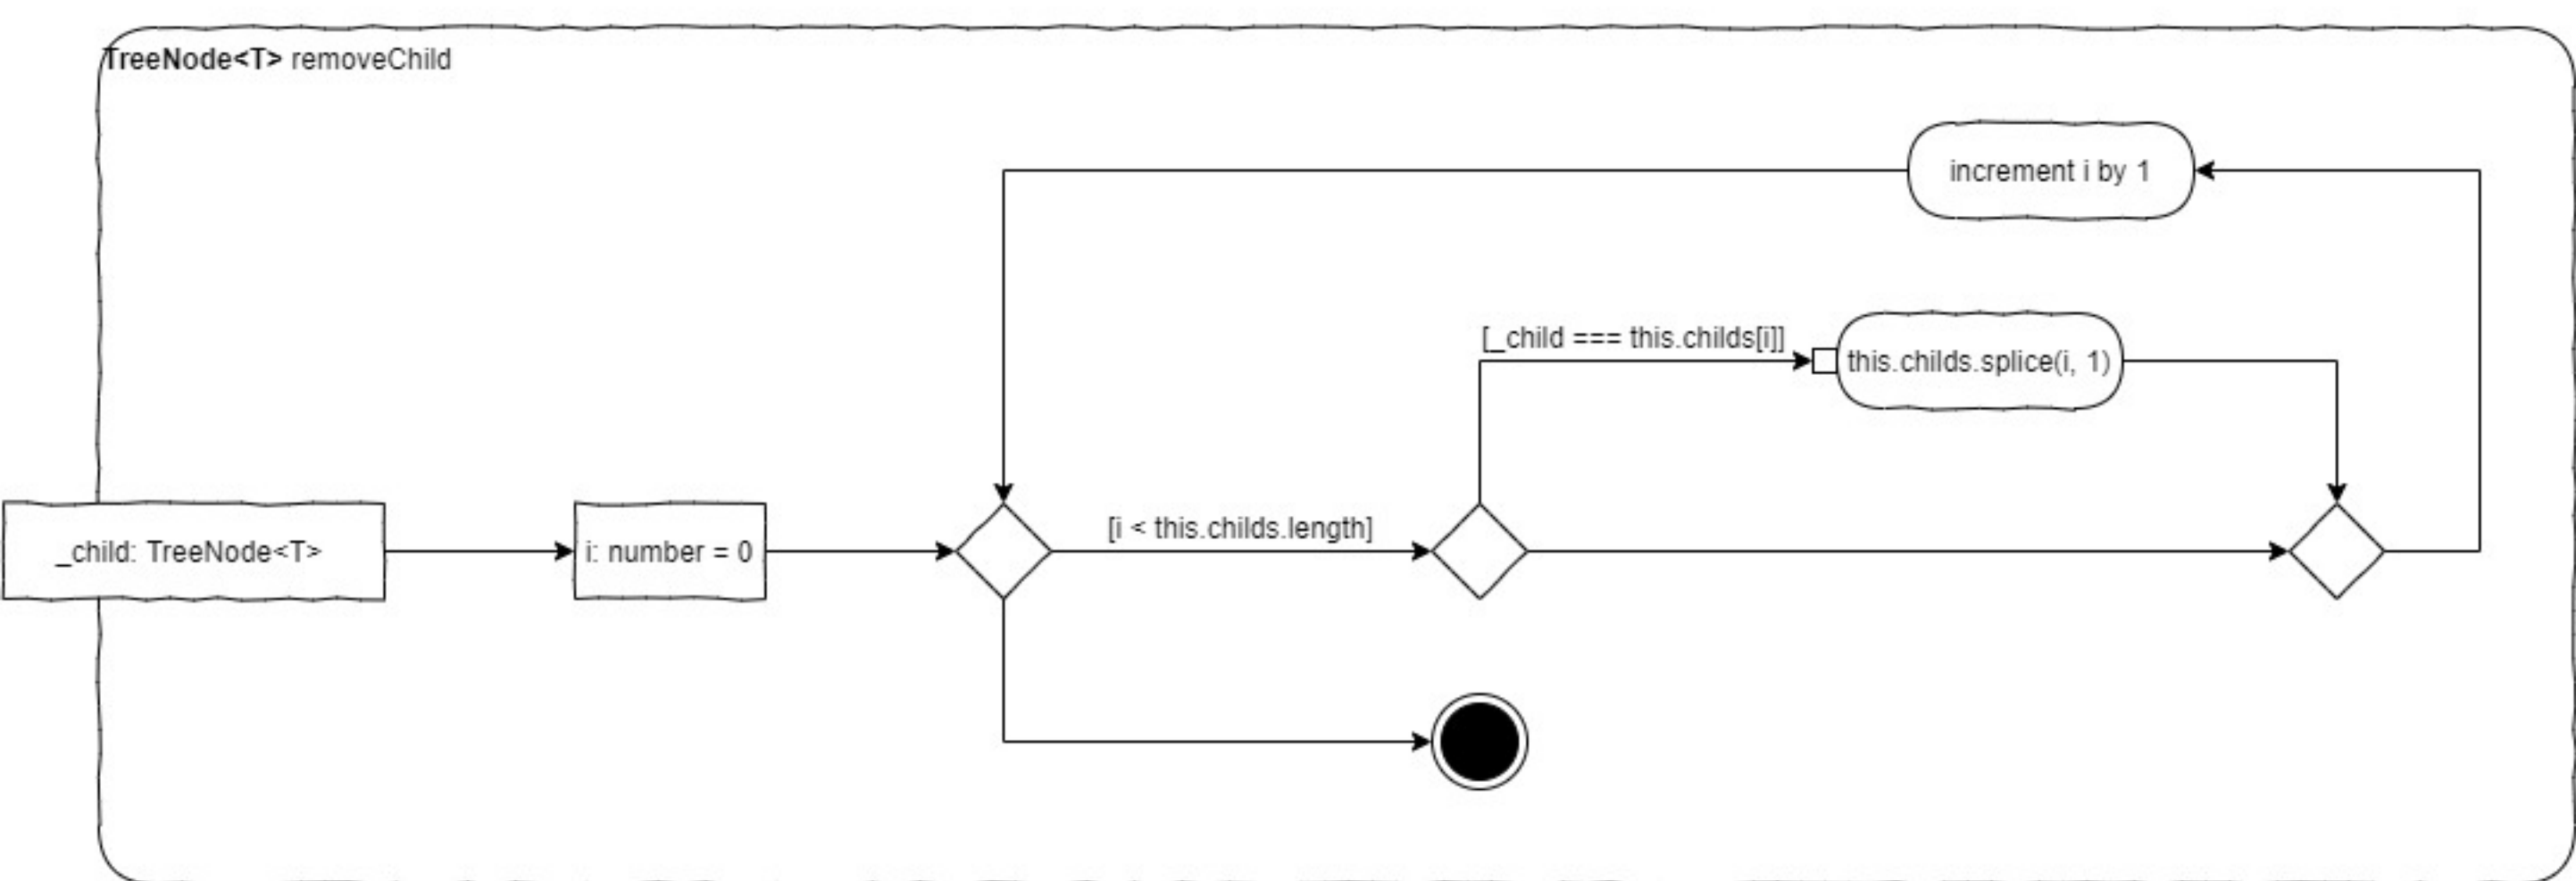 TreeNode<T> removeChild
increment i by 1
[_child === this.childs[i]]
this.childs.splice(i, 1)
[i < this.childs.length]
_child: TreeNode<T>
i: number = 0